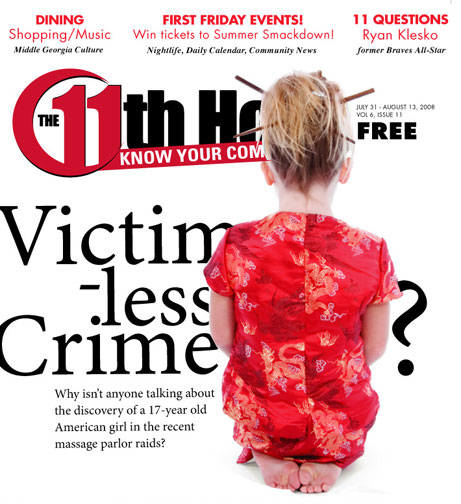 DINING
Shopping/Music
Middle Georgia Culture
FIRST FRIDAY EVENTS!
Win tickets to Summer Smackdown!
Nightlife, Daily Calendar, Community News
11 QUESTIONS
Ryan Klesko
former Braves All-Star
THE 11th Ho
KNOW YOUR COM
JULY 31 - AUGUST 13, 2008
VOL 6, ISSUE 11
FREE
Victim
-less
Crime ?
Why isn't anyone talking about
the discovery of a 17-year old
American girl in the recent
massage parlor raids?